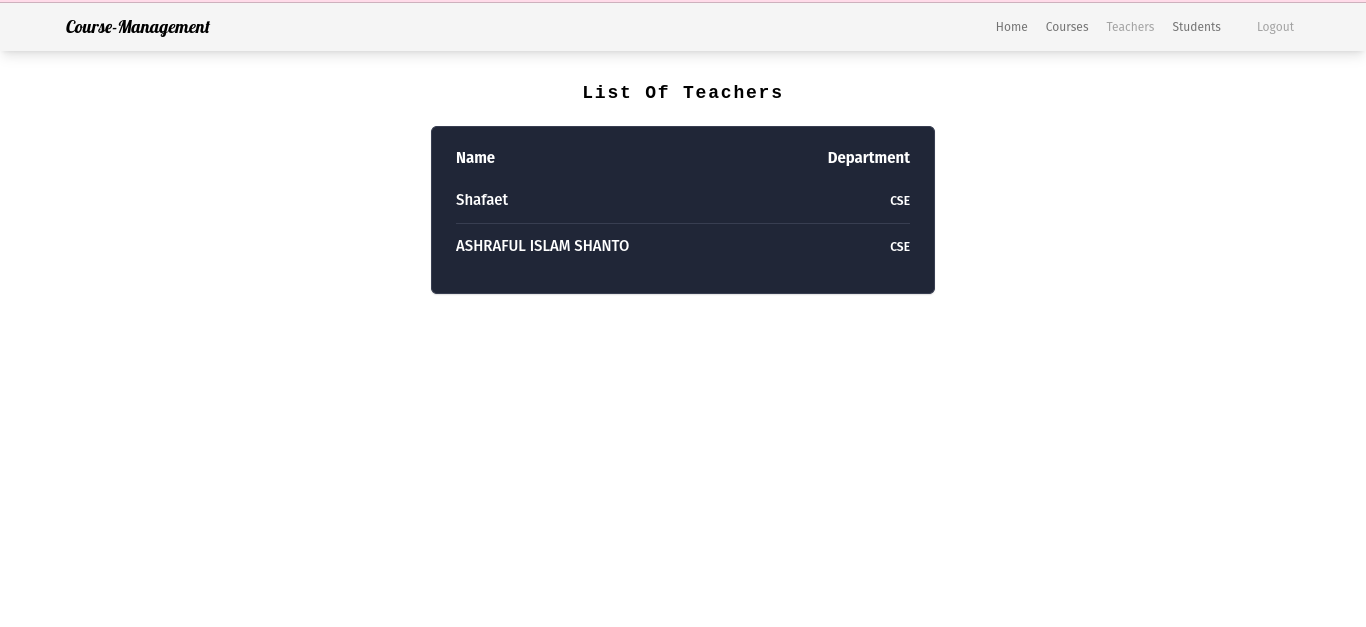 Course-Management Home Courses Teachers Students Logout
List Of Teachers
Name Department
Shafaet CSE
ASHRAFUL ISLAM SHANTO CSE